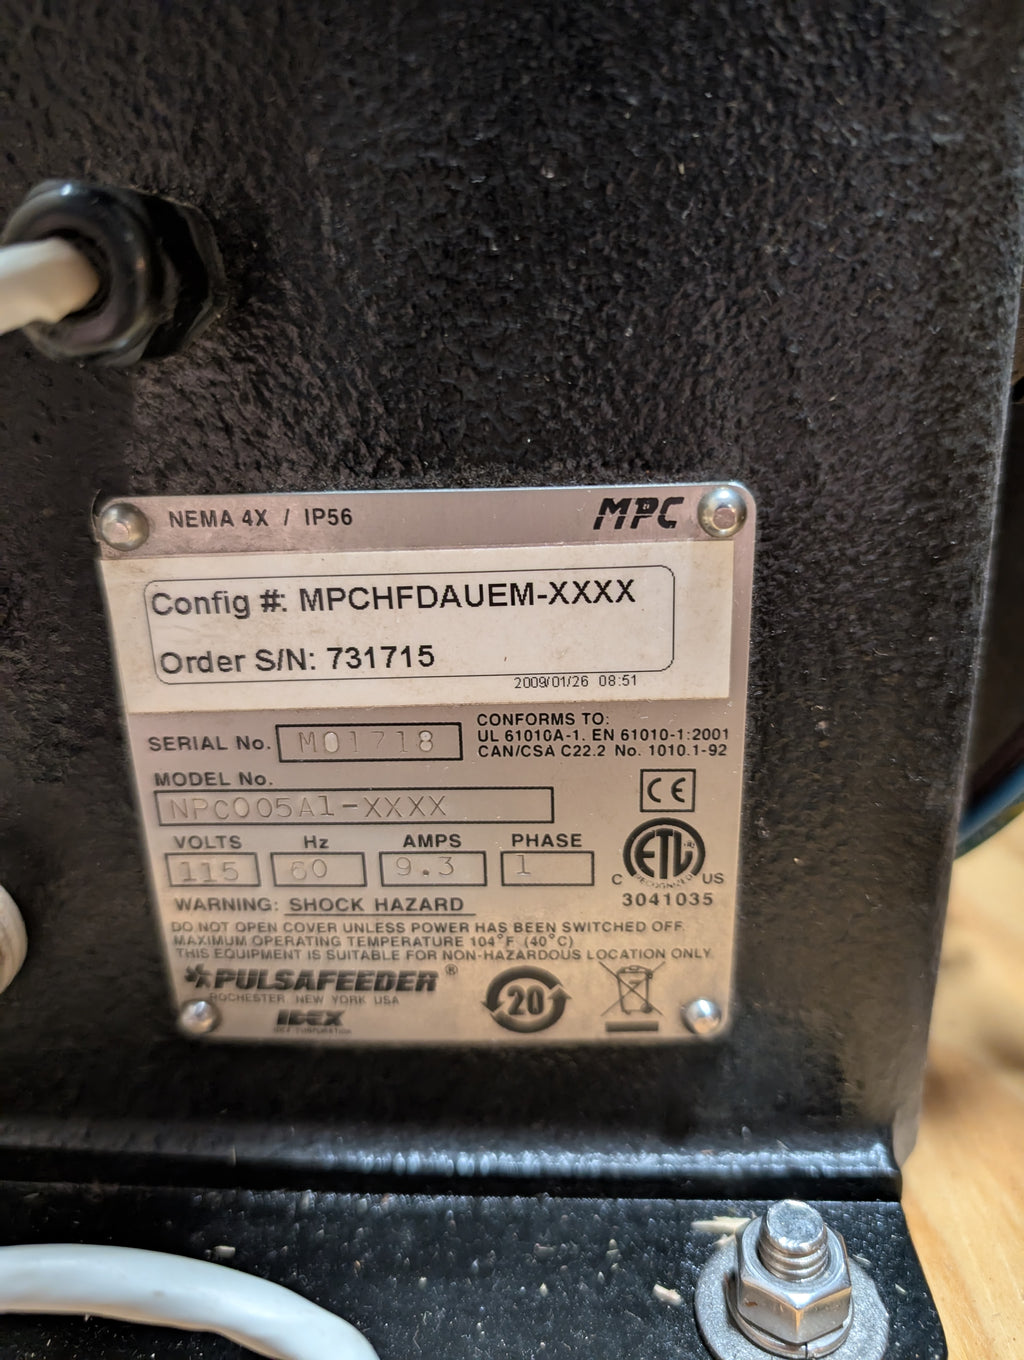 NEMA 4X / IP56
MPC
Config #: MPCHFDAUEM-XXXX
Order S/N: 731715
2009/01/26 08:51
SERIAL No. M01718
CONFORMS TO:
UL 61010A-1. EN 61010-1:2001
CAN/CSA C22.2 No. 1010.1-92
MODEL No.
NPC005A1-XXXX
CE
VOLTS Hz AMPS PHASE
115 60 9.3 1
ETL
C US
RECOGNIZED
3041035
WARNING: SHOCK HAZARD
DO NOT OPEN COVER UNLESS POWER HAS BEEN SWITCHED OFF.
MAXIMUM OPERATING TEMPERATURE 104°F (40°C)
THIS EQUIPMENT IS SUITABLE FOR NON-HAZARDOUS LOCATION ONLY.
PULSAFEEDER®
ROCHESTER NEW YORK USA
IDEX
IDEX CORPORATION
20